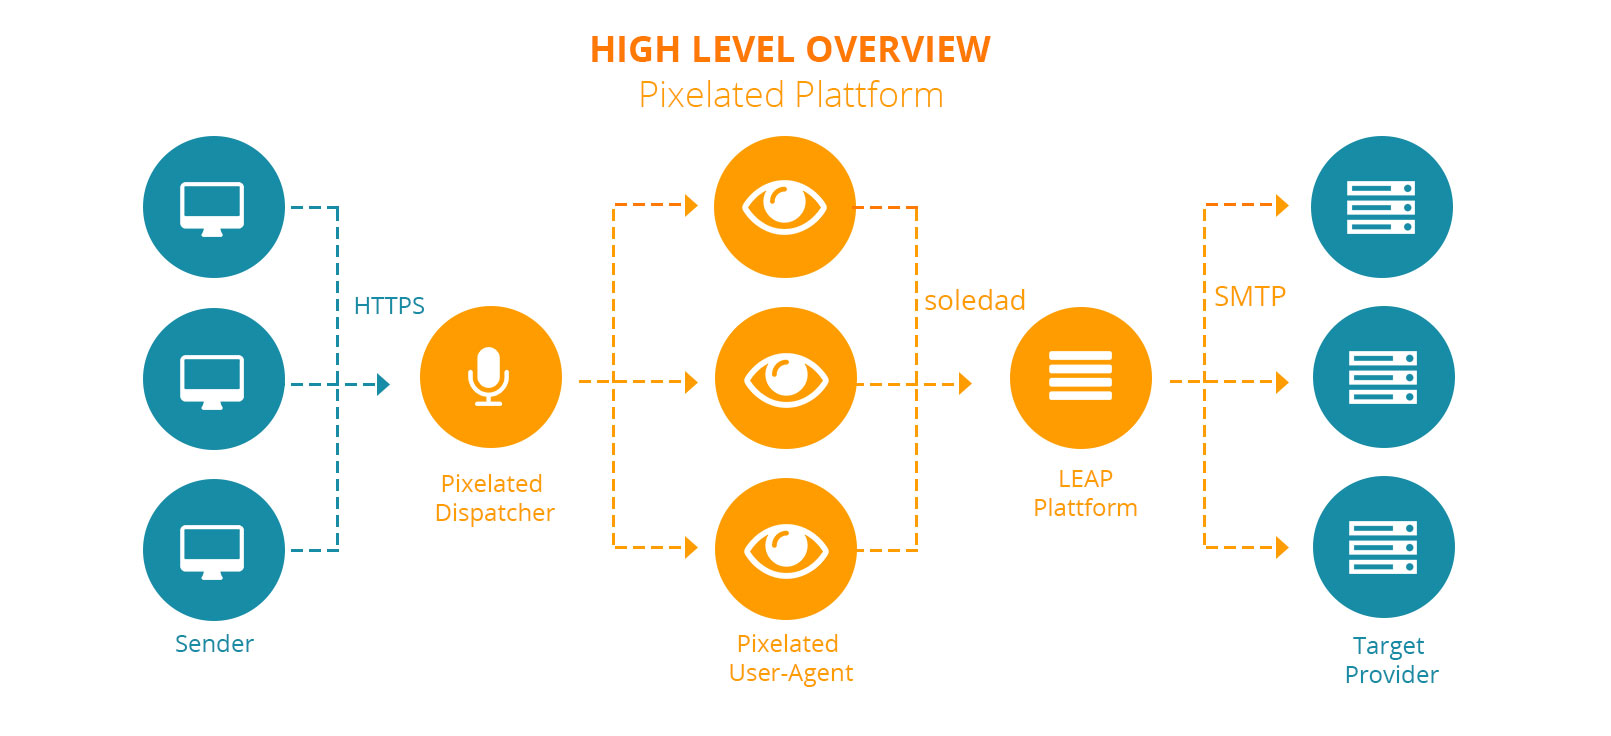 HIGH LEVEL OVERVIEW
Pixelated Plattform
HTTPS
soledad
SMTP
Pixelated
Dispatcher
LEAP
Plattform
Sender
Pixelated
User-Agent
Target
Provider